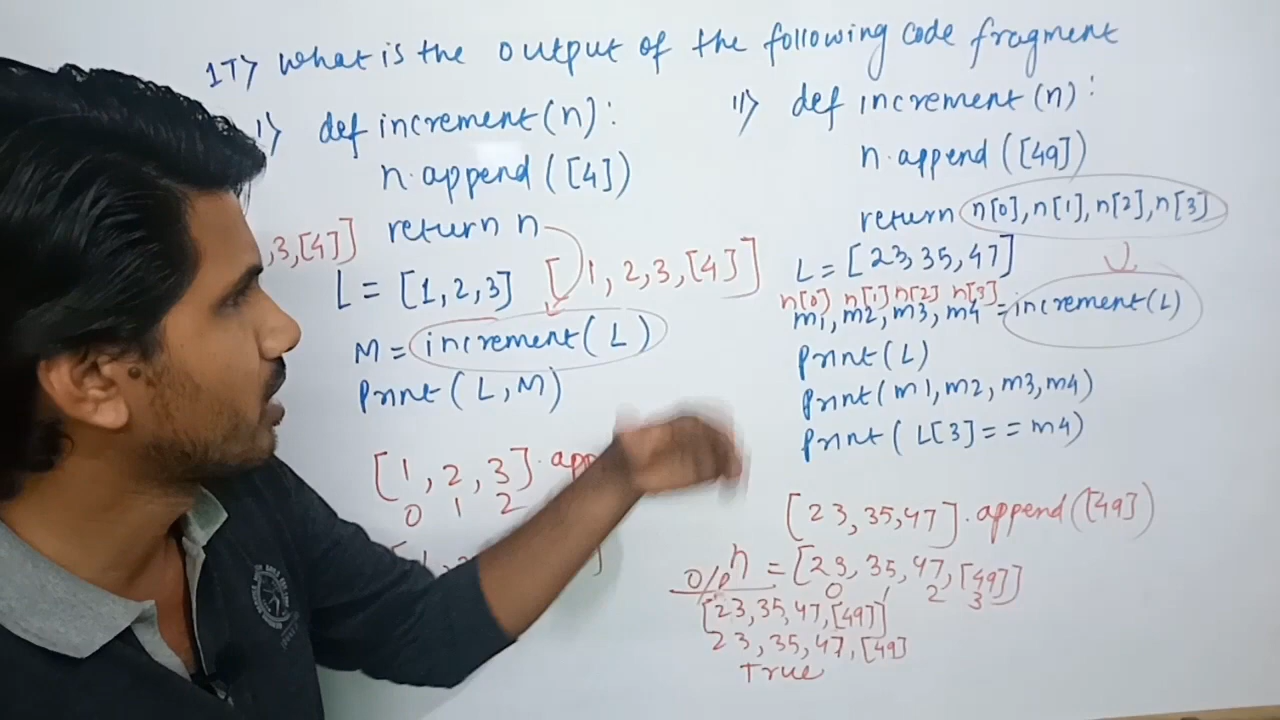 17> What is the output of the following code fragment
i) def increment(n):
n.append([4])
return n
,3,[4]]
L = [1,2,3] [1,2,3,[4]]
M = increment(L)
Print(L,M)
[1,2,3].app
0 1 2
ii) def increment(n):
n.append([49])
return n[0],n[1],n[2],n[3]
L = [23,35,47]
n[0] n[1] n[2] n[3]
m1,m2,m3,m4 = increment(L)
Print(L)
Print(m1,m2,m3,m4)
Print(L[3]==m4)
[23,35,47].append([49])
n = [23,35,47,[49]]
0 1 2 3
O/P
[23,35,47,[49]]
23,35,47,[49]
True